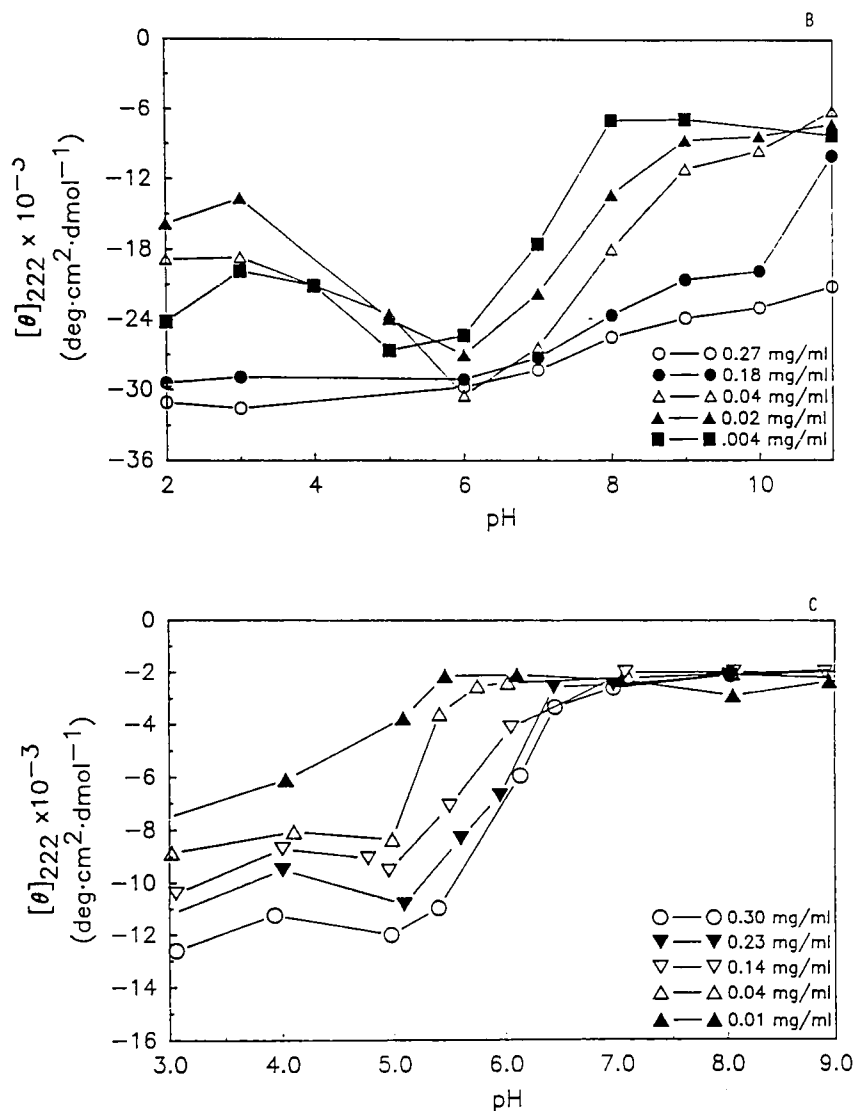 B
0
−6
−12
−18
−24
−30
−36
[θ]222 × 10−3
(deg·cm2·dmol−1)
0.27 mg/ml
0.18 mg/ml
0.04 mg/ml
0.02 mg/ml
.004 mg/ml
2 4 6 8 10
pH
C
0
−2
−4
−6
−8
−10
−12
−14
−16
[θ]222 ×10−3
(deg·cm2·dmol−1)
0.30 mg/ml
0.23 mg/ml
0.14 mg/ml
0.04 mg/ml
0.01 mg/ml
3.0 4.0 5.0 6.0 7.0 8.0 9.0
pH